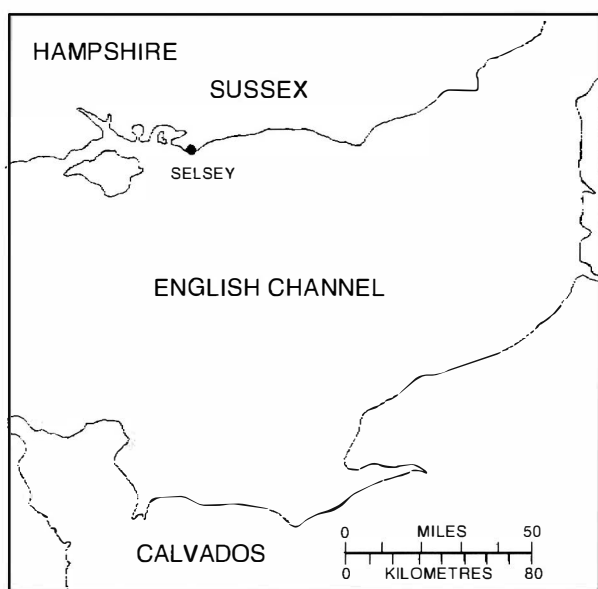 HAMPSHIRE
SUSSEX
SELSEY
ENGLISH CHANNEL
CALVADOS
0 MILES 50
0 KILOMETRES 80